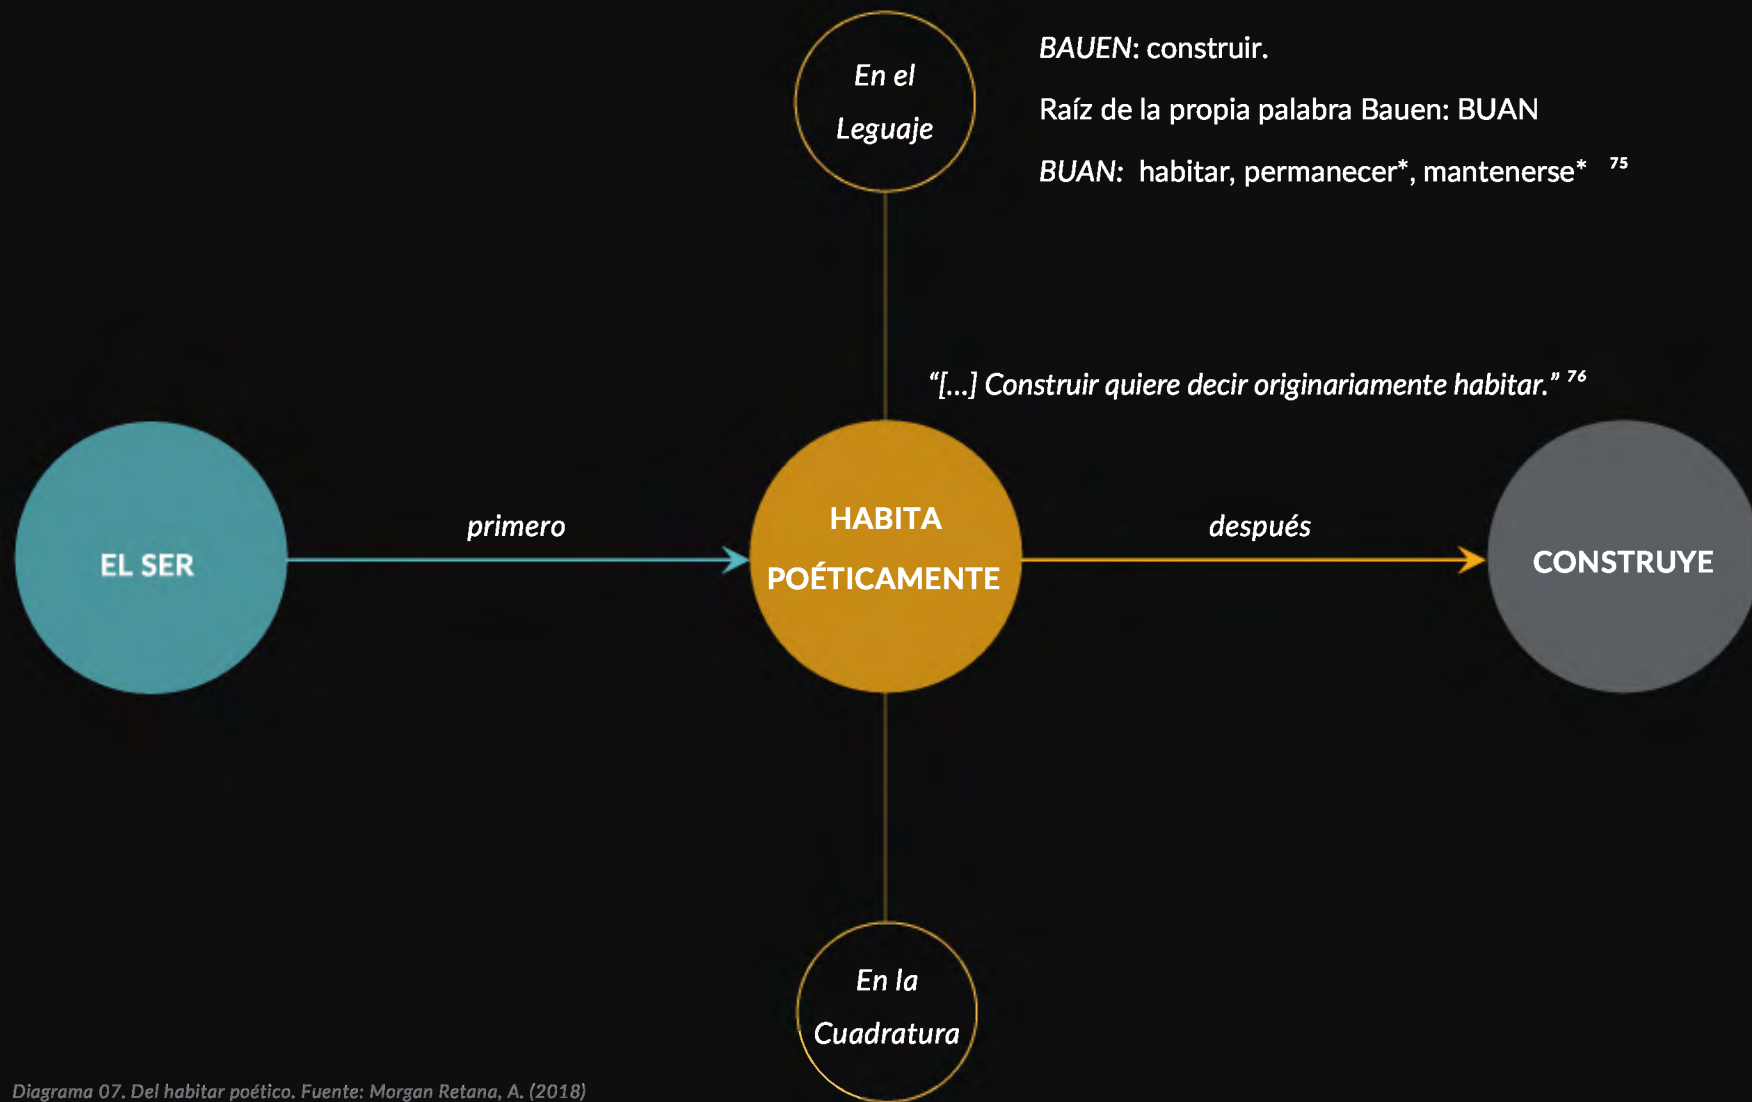 En el
Leguaje
BAUEN: construir.
Raíz de la propia palabra Bauen: BUAN
BUAN: habitar, permanecer*, mantenerse* 75
“[...] Construir quiere decir originariamente habitar.” 76
EL SER
primero
HABITA
POÉTICAMENTE
después
CONSTRUYE
En la
Cuadratura
Diagrama 07. Del habitar poético. Fuente: Morgan Retana, A. (2018)